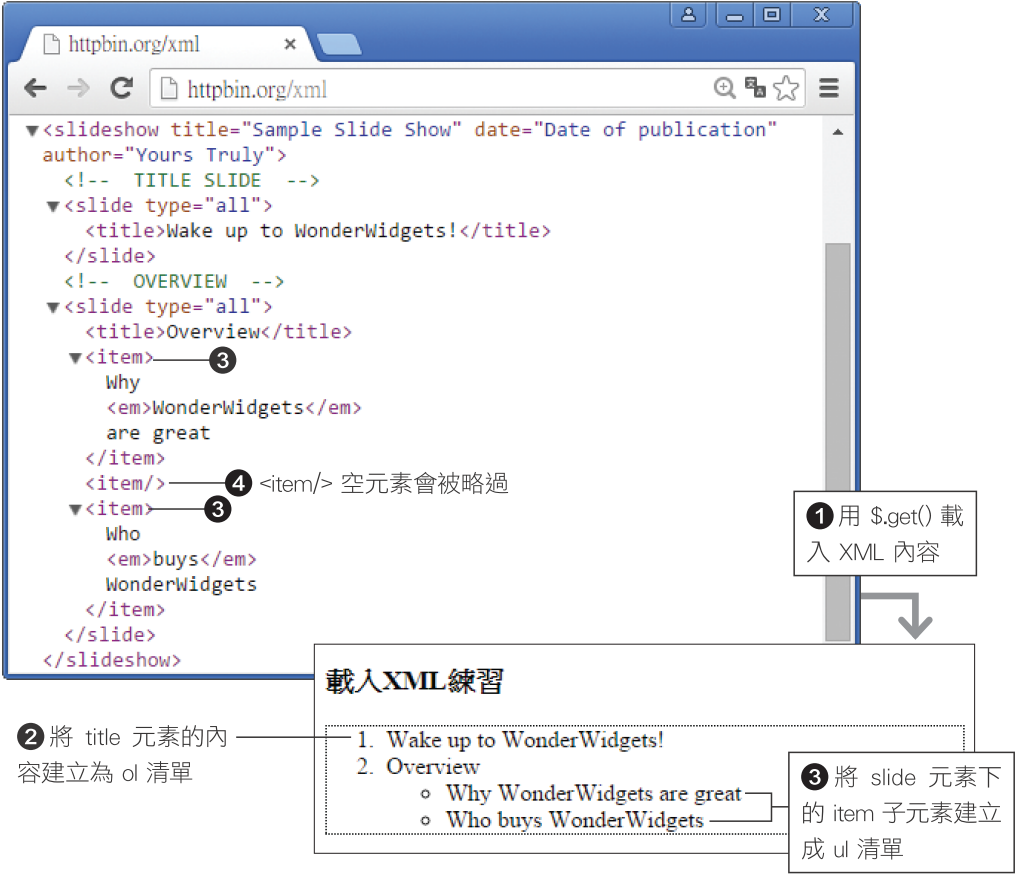 httpbin.org/xml
httpbin.org/xml
▼<slideshow title="Sample Slide Show" date="Date of publication"
author="Yours Truly">
<!-- TITLE SLIDE -->
▼<slide type="all">
<title>Wake up to WonderWidgets!</title>
</slide>
<!-- OVERVIEW -->
▼<slide type="all">
<title>Overview</title>
▼<item> ❸
Why
<em>WonderWidgets</em>
are great
</item>
<item/> ❹ <item/> 空元素會被略過
▼<item> ❸
Who
<em>buys</em>
WonderWidgets
</item>
</slide>
</slideshow>
❶ 用 $.get() 載
入 XML 內容
載入XML練習
❷ 將 title 元素的內
容建立為 ol 清單
1. Wake up to WonderWidgets!
2. Overview
○ Why WonderWidgets are great
○ Who buys WonderWidgets
❸ 將 slide 元素下
的 item 子元素建立
成 ul 清單